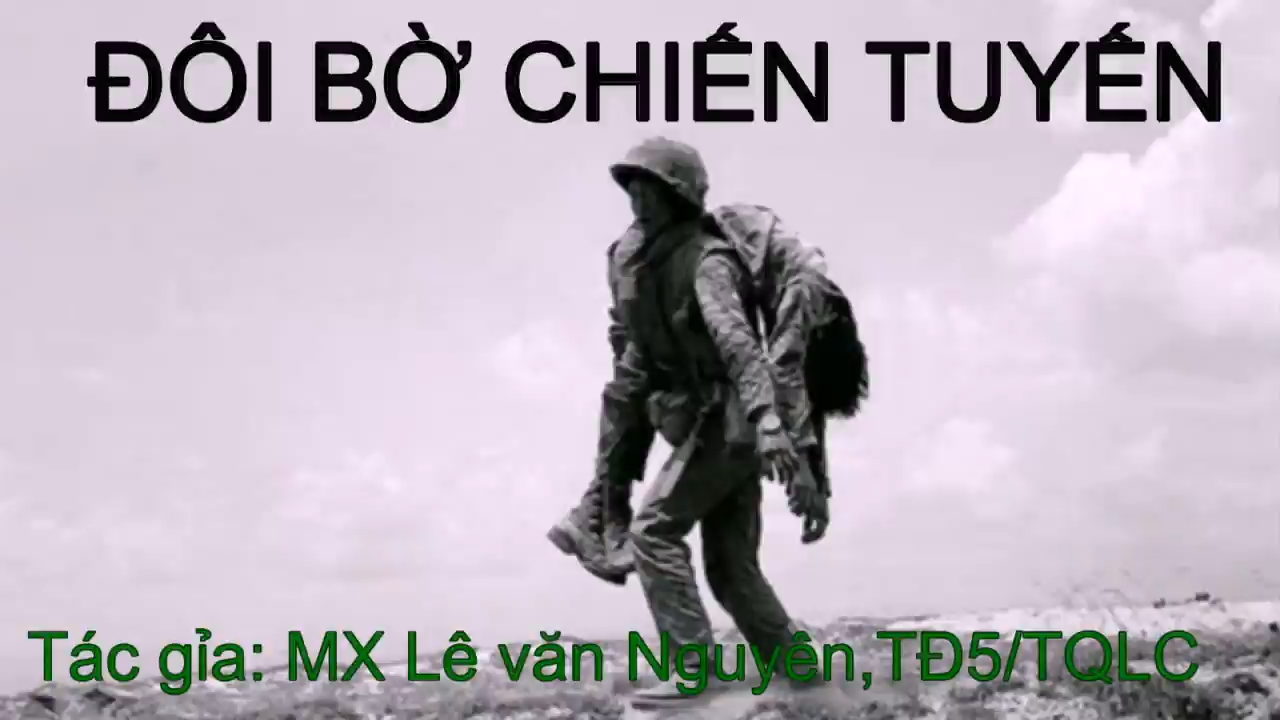 ĐÔI BỜ CHIẾN TUYẾN
Tác gỉa: MX Lê văn Nguyên,TĐ5/TQLC